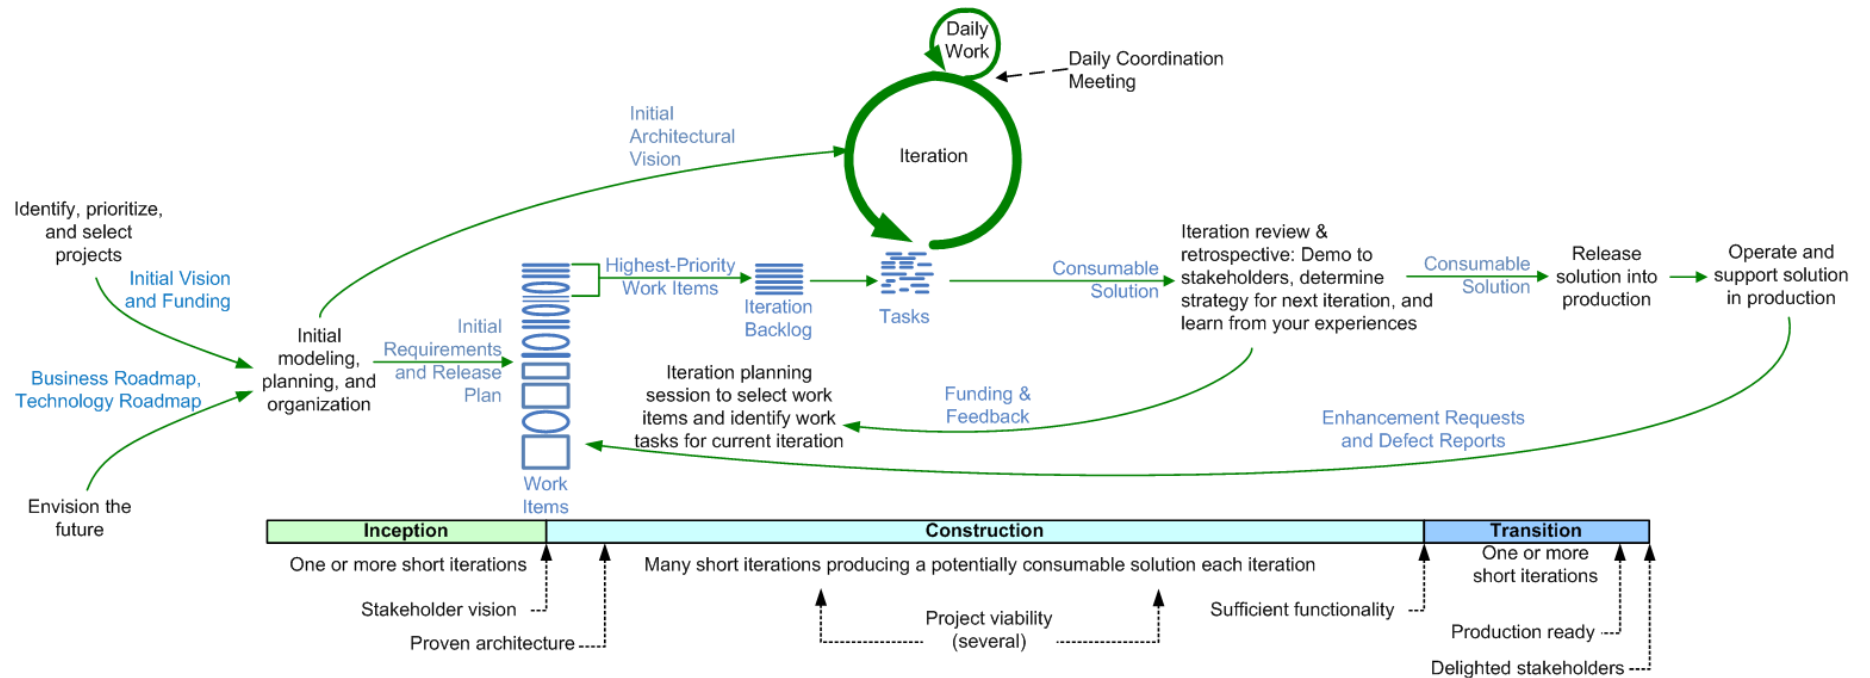 Daily
Work
Daily Coordination
Meeting
Initial
Architectural
Vision
Iteration
Identify, prioritize,
and select
projects
Initial Vision
and Funding
Business Roadmap,
Technology Roadmap
Envision the
future
Initial
modeling,
planning, and
organization
Initial
Requirements
and Release
Plan
Work
Items
Highest-Priority
Work Items
Iteration
Backlog
Tasks
Consumable
Solution
Iteration review &
retrospective: Demo to
stakeholders, determine
strategy for next iteration, and
learn from your experiences
Consumable
Solution
Release
solution into
production
Operate and
support solution
in production
Iteration planning
session to select work
items and identify work
tasks for current iteration
Funding &
Feedback
Enhancement Requests
and Defect Reports
Inception
Construction
Transition
One or more short iterations
Many short iterations producing a potentially consumable solution each iteration
One or more
short iterations
Stakeholder vision
Proven architecture
Project viability
(several)
Sufficient functionality
Production ready
Delighted stakeholders